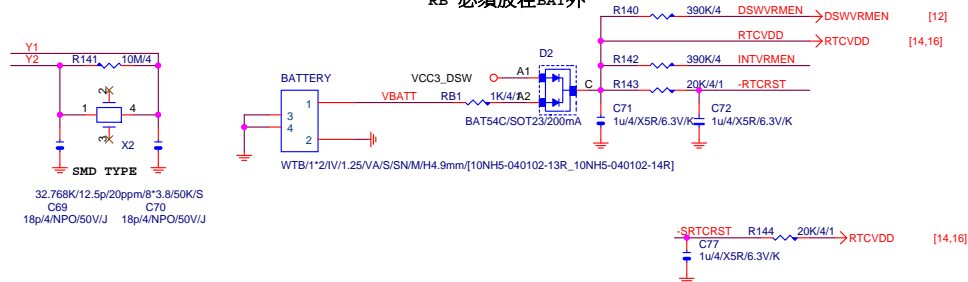 RB 必須放在BAT外
R140 390K/4 DSWVRMEN DSWVRMEN [12]
RTCVDD RTCVDD [14,16]
Y1
Y2 R141 10M/4
D2
R142 390K/4 INTVRMEN
BATTERY VCC3_DSW A1 C R143 20K/4/1 -RTCRST
VBATT RB1 1K/4/1 A2
1
2
3
4
C71
1u/4/X5R/6.3V/K
C72
1u/4/X5R/6.3V/K
BAT54C/SOT23/200mA
1 2 3 4
X2
SMD TYPE
WTB/1*2/IV/1.25/VA/S/SN/M/H4.9mm/[10NH5-040102-13R_10NH5-040102-14R]
32.768K/12.5p/20ppm/8*3.8/50K/S
C69
18p/4/NPO/50V/J
C70
18p/4/NPO/50V/J
-SRTCRST R144 20K/4/1 RTCVDD [14,16]
C77
1u/4/X5R/6.3V/K